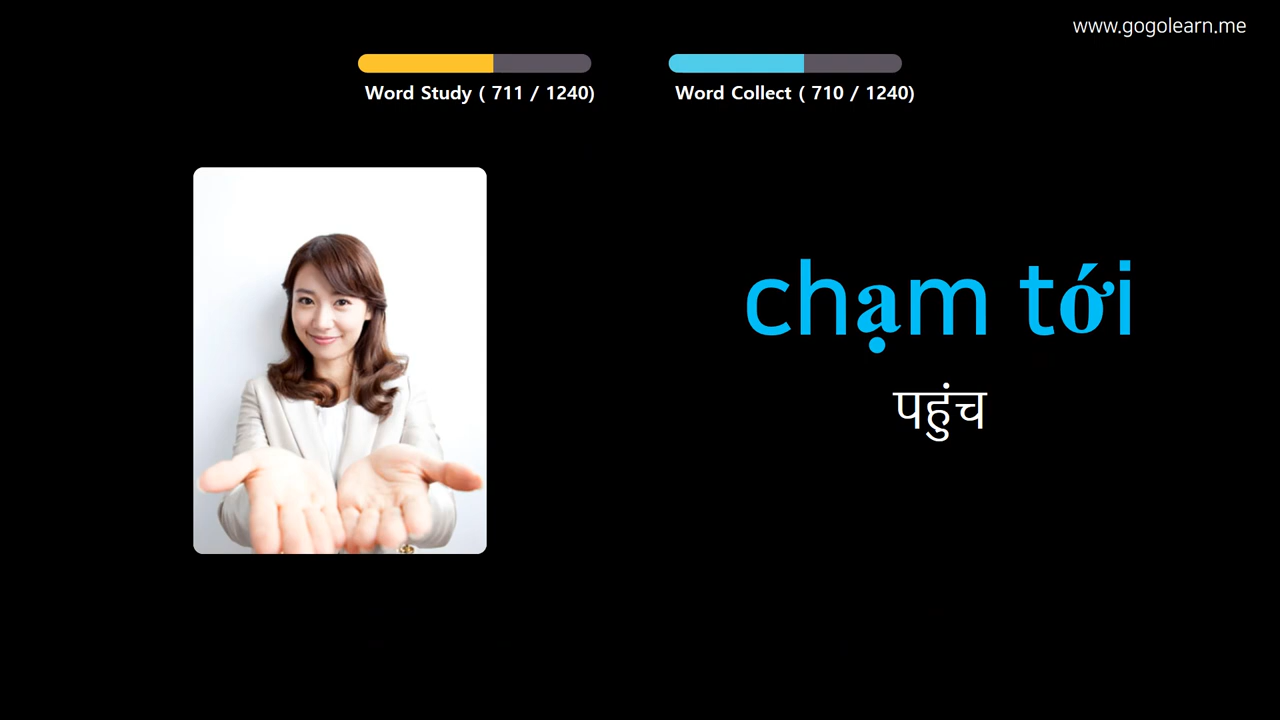 www.gogolearn.me
Word Study ( 711 / 1240)
Word Collect ( 710 / 1240)
chạm tới
पहुंच